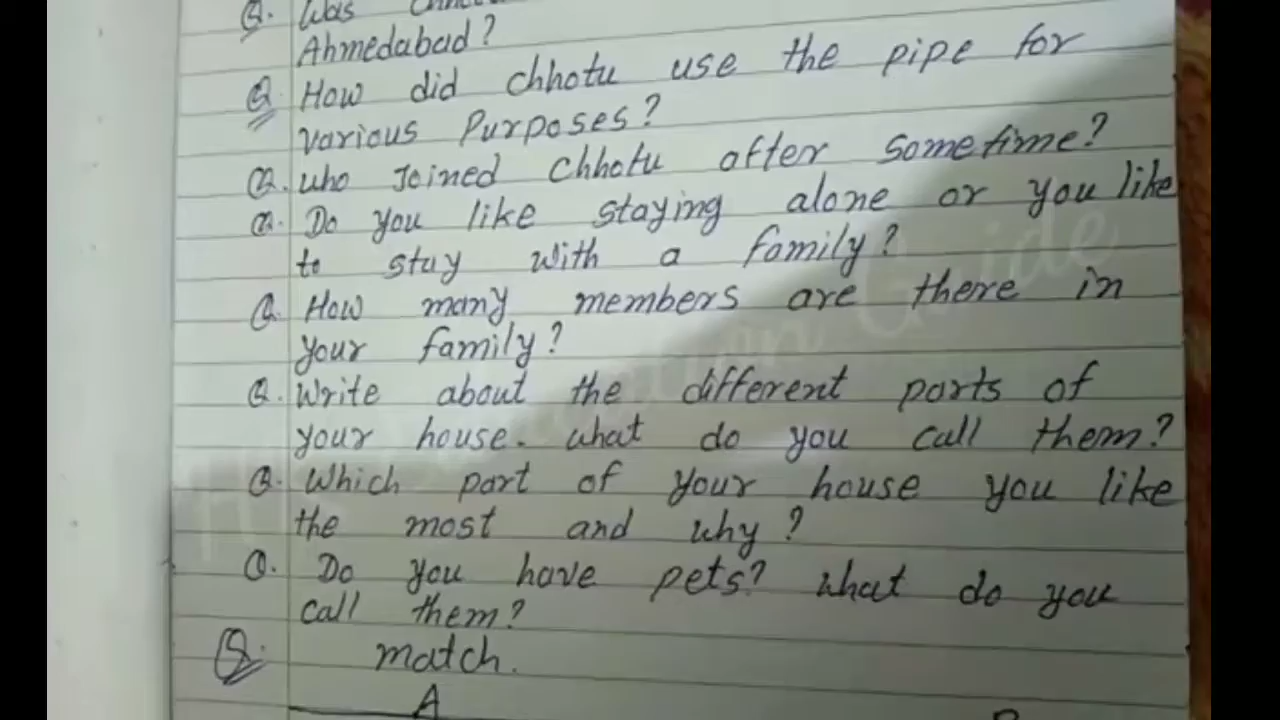 Q. Was
Ahmedabad?
Q. How did chhotu use the pipe for
various Purposes?
Q. who Joined Chhotu after sometime?
Q. Do you like staying alone or you like
to stay with a family?
Q. How many members are there in
your family?
Q. Write about the different parts of
your house. what do you call them?
Q. Which part of your house you like
the most and why?
Q. Do you have pets? What do you
call them?
Q. match.
A